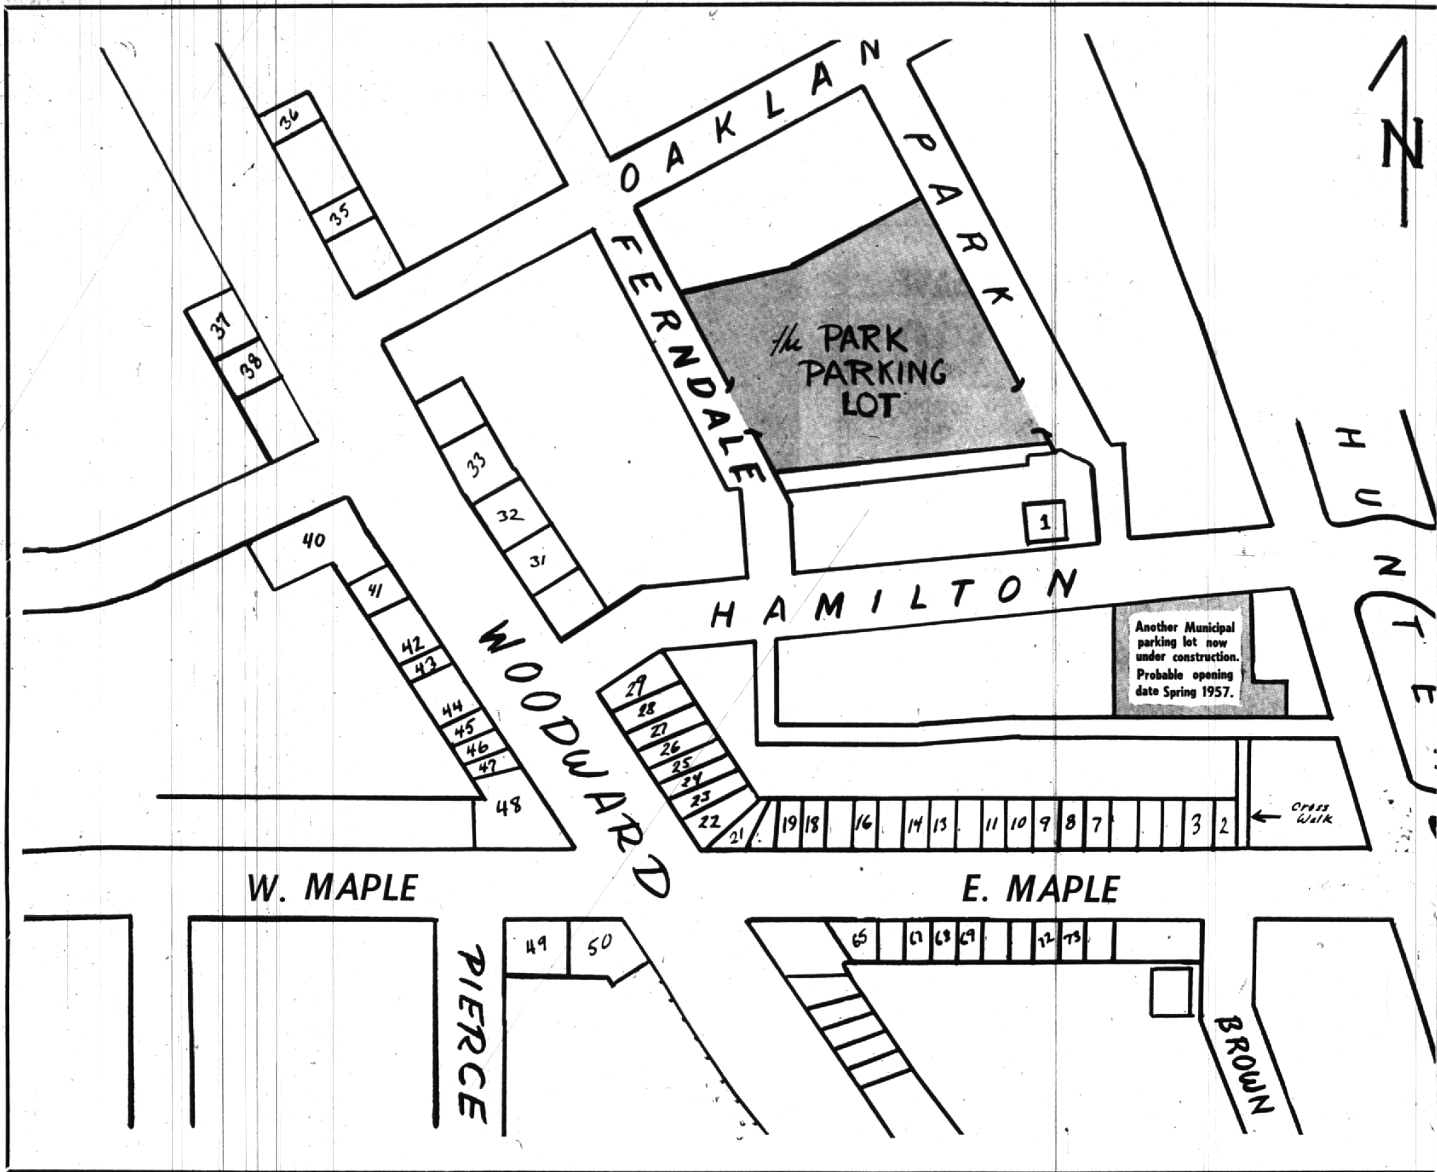 OAKLAN
PARK
N
36
35
FERNDALE
the PARK
PARKING
LOT
37
38
33
32
31
1
HUNTE
40
41
42
43
44
45
46
47
48
HAMILTON
Another Municipal
parking lot now
under construction.
Probable opening
date Spring 1957.
WOODWARD
29
28
27
26
25
24
23
22
21
19 18 16 14 13 11 10 9 8 7 3 2
Cross
Walk
W. MAPLE
E. MAPLE
PIERCE
49 50
65 67 68 69 72 73
BROWN